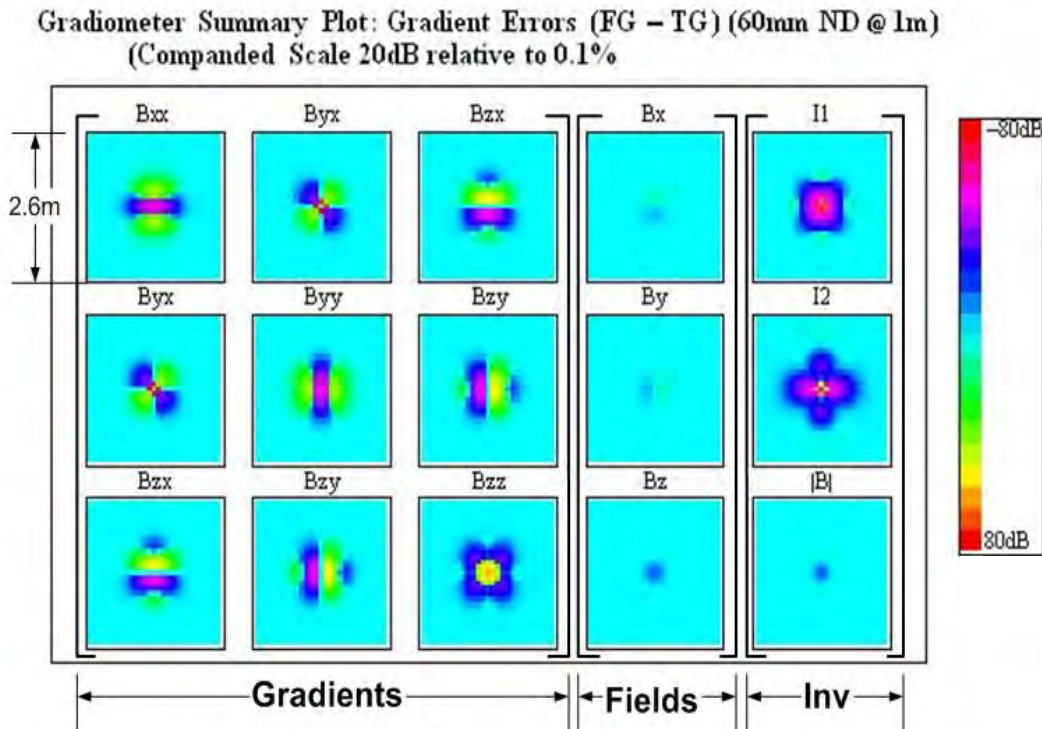 Gradiometer Summary Plot: Gradient Errors (FG – TG) (60mm ND @ 1m)
(Companded Scale 20dB relative to 0.1%
Bxx Byx Bzx Bx I1
–80dB
2.6m
Byx Byy Bzy By I2
Bzx Bzy Bzz Bz |B|
80dB
Gradients Fields Inv